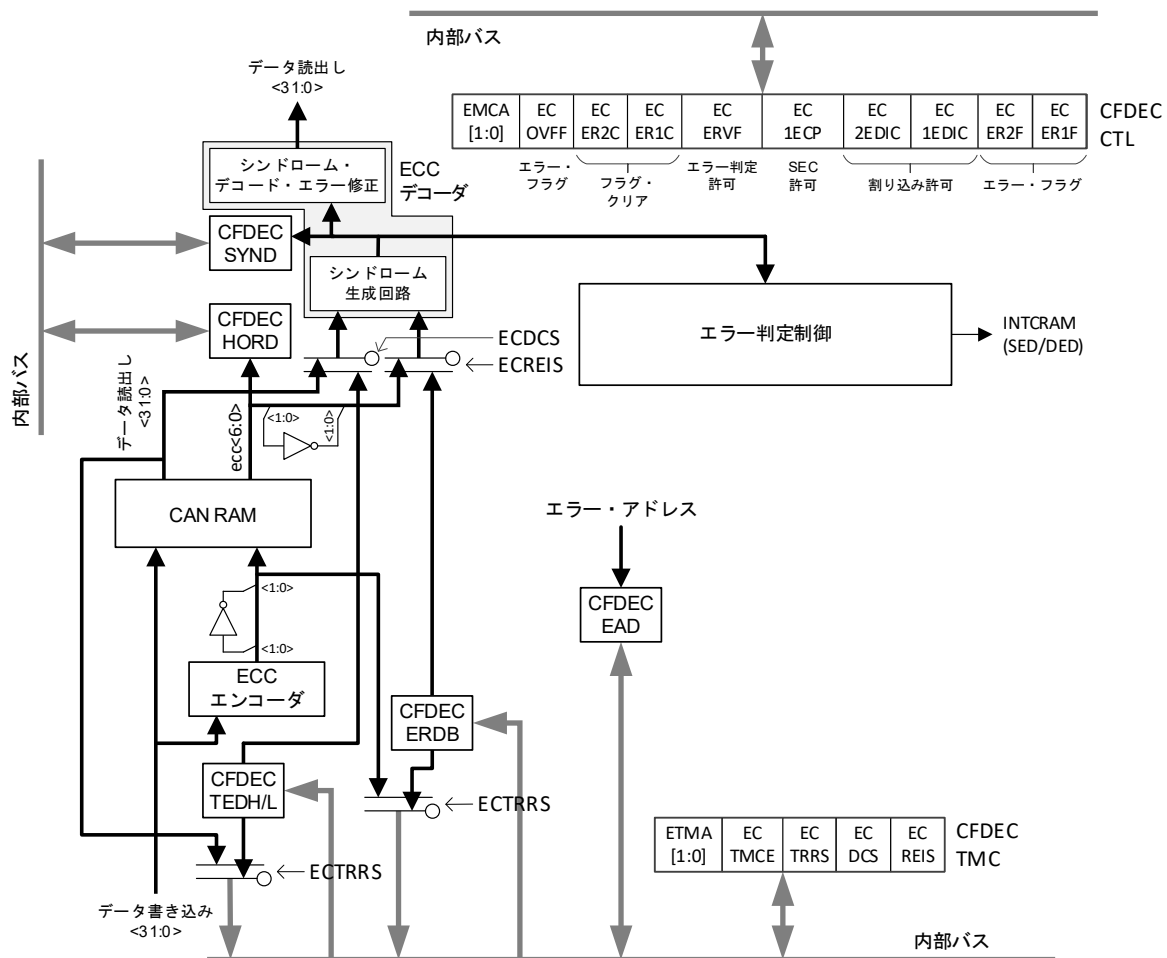 内部バス
データ読出し
<31:0>
EMCA
[1:0]
EC
OVFF
EC
ER2C
EC
ER1C
EC
ERVF
EC
1ECP
EC
2EDIC
EC
1EDIC
EC
ER2F
EC
ER1F
CFDEC
CTL
エラー・
フラグ
フラグ・
クリア
エラー判定
許可
SEC
許可
割り込み許可
エラー・フラグ
シンドローム・
デコード・エラー修正
ECC
デコーダ
CFDEC
SYND
シンドローム
生成回路
CFDEC
HORD
ECDCS
ECREIS
エラー判定制御
INTCRAM
(SED/DED)
内部バス
データ読出し
<31:0>
ecc<6:0>
<1:0>
<1:0>
CAN RAM
エラー・アドレス
<1:0>
<1:0>
CFDEC
EAD
ECC
エンコーダ
CFDEC
ERDB
CFDEC
TEDH/L
ECTRRS
ECTRRS
ETMA
[1:0]
EC
TMCE
EC
TRRS
EC
DCS
EC
REIS
CFDEC
TMC
データ書き込み
<31:0>
内部バス